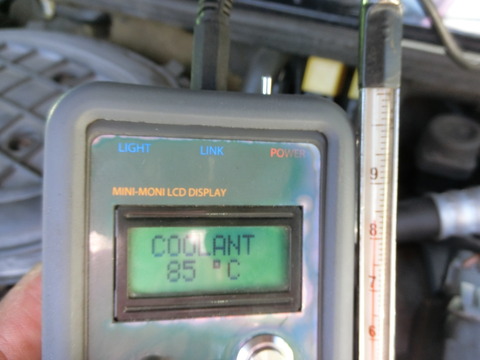 LIGHT LINK POWER
MINI-MONI LCD DISPLAY
COOLANT
85 °C
9
8
7
6